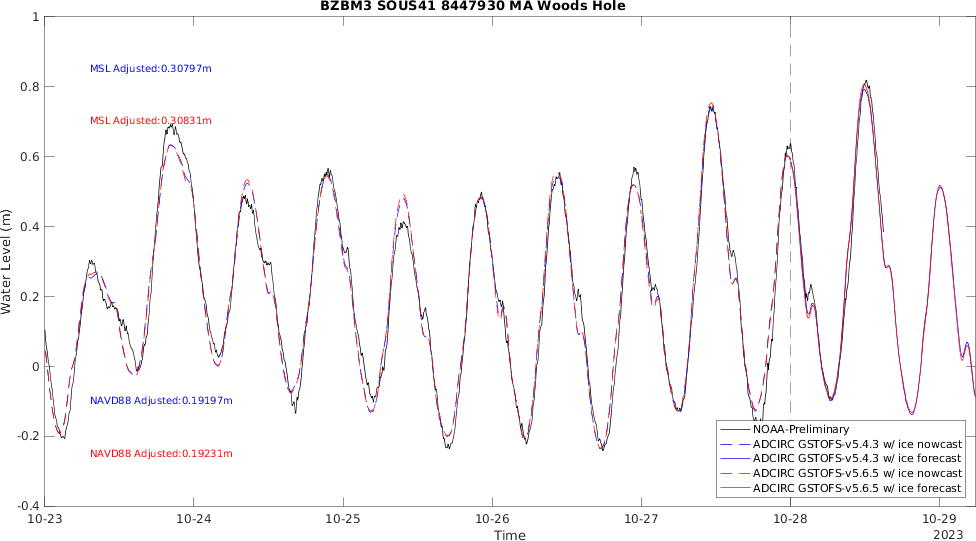 BZBM3 SOUS41 8447930 MA Woods Hole
1
0.8
0.6
0.4
0.2
0
-0.2
-0.4
Water Level (m)
MSL Adjusted:0.30797m
MSL Adjusted:0.30831m
NAVD88 Adjusted:0.19197m
NAVD88 Adjusted:0.19231m
NOAA-Preliminary
ADCIRC GSTOFS-v5.4.3 w/ ice nowcast
ADCIRC GSTOFS-v5.4.3 w/ ice forecast
ADCIRC GSTOFS-v5.6.5 w/ ice nowcast
ADCIRC GSTOFS-v5.6.5 w/ ice forecast
10-23 10-24 10-25 10-26 10-27 10-28 10-29
Time
2023